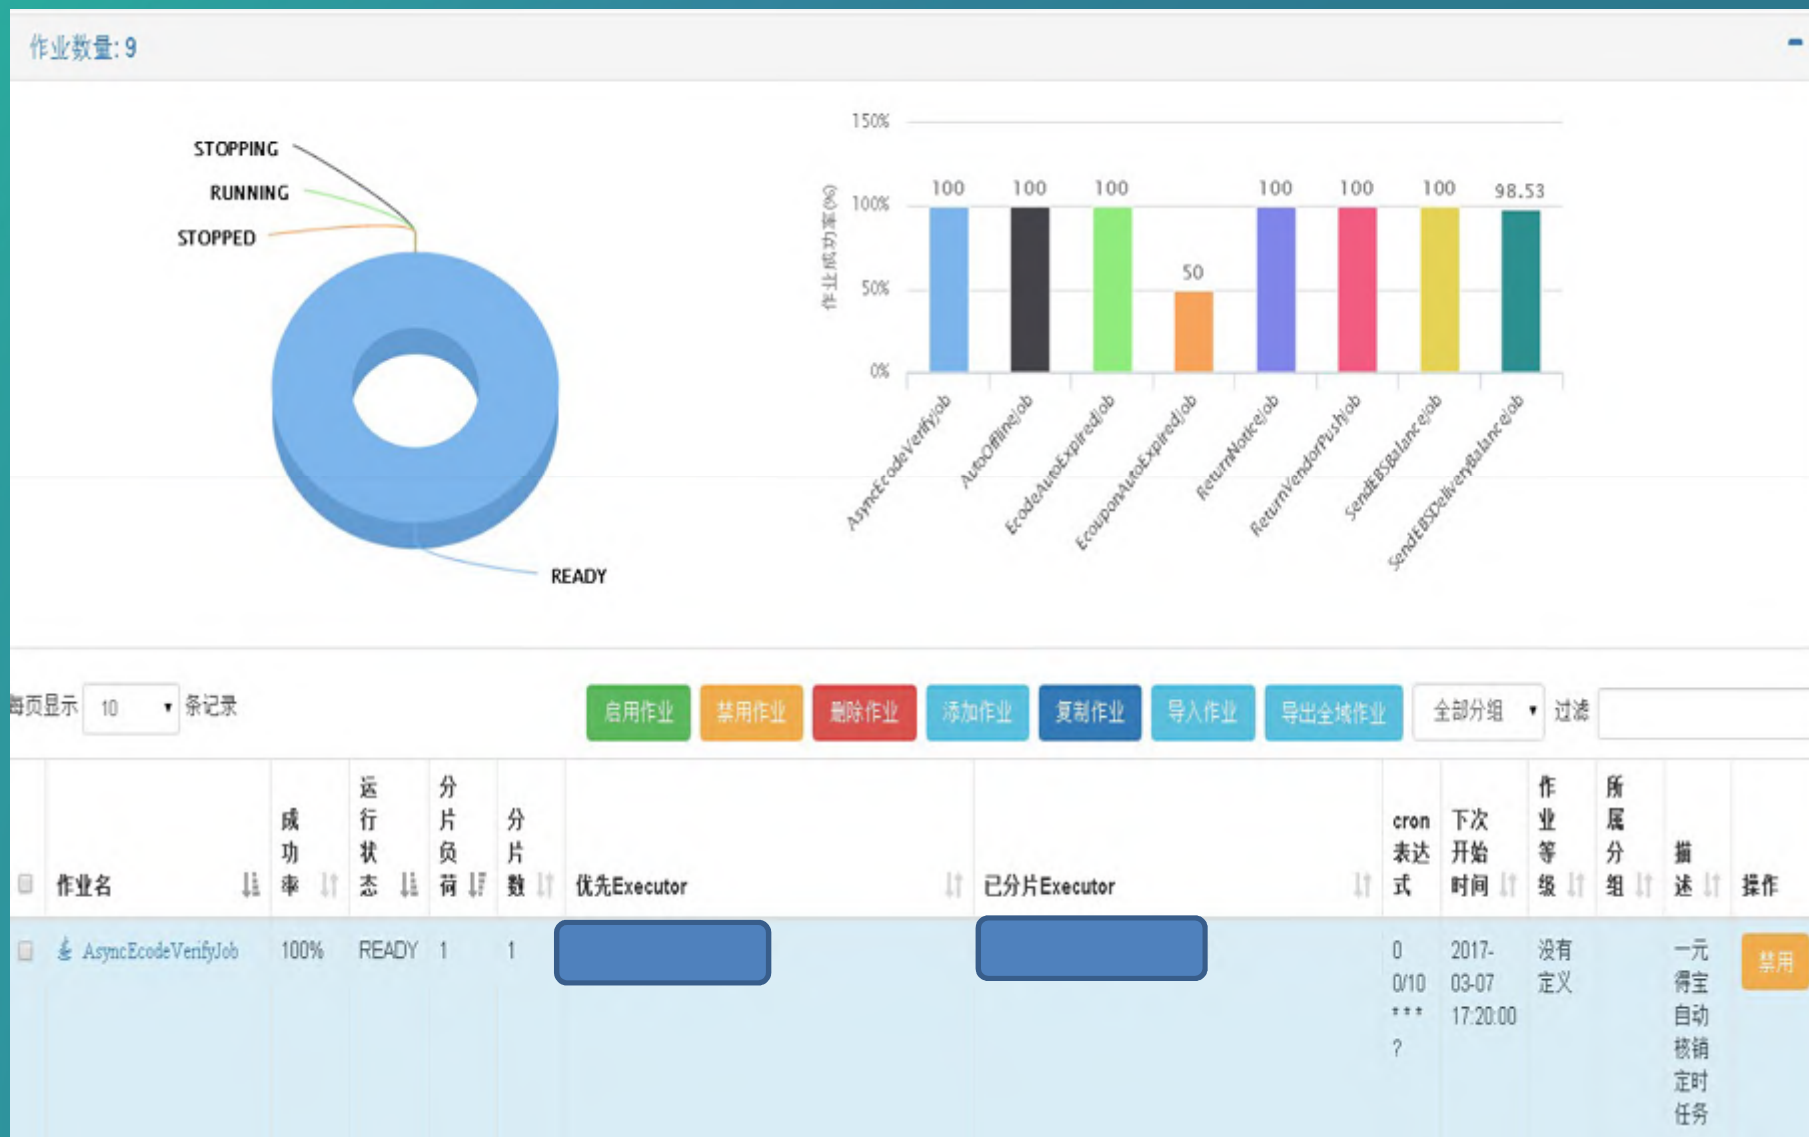 作业数量: 9
STOPPING
RUNNING
STOPPED
READY
150%
100%
50%
0%
作业成功率(%)
100
100
100
50
100
100
100
98.53
AsyncEcodeVerifyJob
AutoOfflineJob
EcodeAutoExpiredJob
EcouponAutoExpiredJob
ReturnNoticeJob
ReturnVendorPushJob
SendEBSBalanceJob
SendEBSDeliveryBalanceJob
每页显示 10 条记录
启用作业 禁用作业 删除作业 添加作业 复制作业 导入作业 导出全域作业 全部分组 过滤
作业名 成功率 运行状态 分片负荷 分片数 优先Executor 已分片Executor cron表达式 下次开始时间 作业等级 所属分组 描述 操作
AsyncEcodeVerifyJob 100% READY 1 1 0 0/10 * * * ? 2017-03-07 17:20:00 没有定义 一元得宝自动核销定时任务 禁用